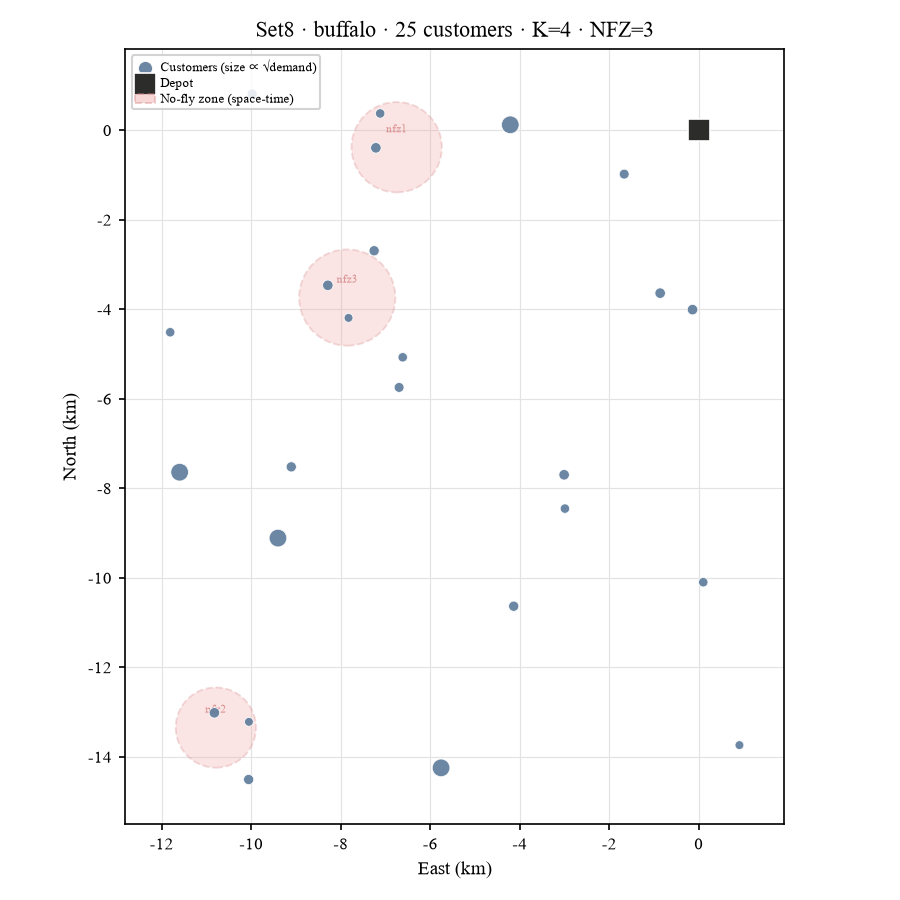 Set8 · buffalo · 25 customers · K=4 · NFZ=3
Customers (size ∝ √demand)
Depot
No-fly zone (space-time)
nfz1
nfz3
nfz2
North (km)
0
-2
-4
-6
-8
-10
-12
-14
-12
-10
-8
-6
-4
-2
0
East (km)